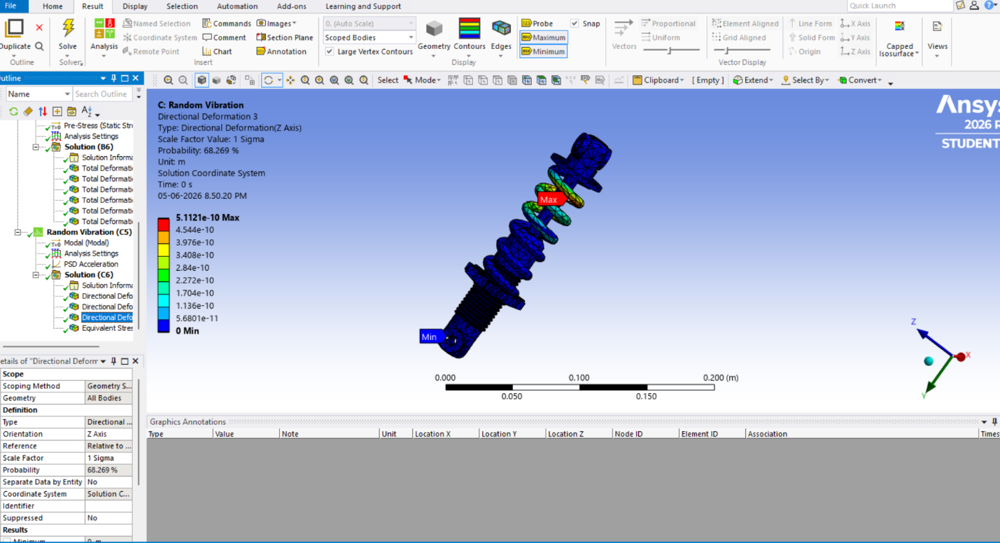 File Home Result Display Selection Automation Add-ons Learning and Support Quick Launch
Duplicate
Outline
Solve
Solver
Analysis
Named Selection
Coordinate System
Remote Point
Commands
Comment
Chart
Images
Section Plane
Annotation
Insert
0. (Auto Scale)
Scoped Bodies
Large Vertex Contours
Geometry
Contours
Edges
Probe
Maximum
Minimum
Snap
Display
Vectors
Proportional
Uniform
Element Aligned
Grid Aligned
Line Form
Solid Form
Origin
X Axis
Y Axis
Z Axis
Vector Display
Capped
Isosurface
Views
Outline
Name Search Outline
Select Mode Clipboard [ Empty ] Extend Select By Convert
Pre-Stress (Static Stru
Analysis Settings
Solution (B6)
Solution Informa
Total Deformati
Total Deformati
Total Deformati
Total Deformati
Total Deformati
Total Deformati
Random Vibration (C5)
Modal (Modal)
Analysis Settings
PSD Acceleration
Solution (C6)
Solution Informa
Directional Defo
Directional Defo
Directional Defo
Equivalent Stres
etails of "Directional Deform
Scope
Scoping Method Geometry S...
Geometry All Bodies
Definition
Type Directional ...
Orientation Z Axis
Reference Relative to ...
Scale Factor 1 Sigma
Probability 68.269 %
Separate Data by Entity No
Coordinate System Solution C...
Identifier
Suppressed No
Results
Minimum 0. m
C: Random Vibration
Directional Deformation 3
Type: Directional Deformation(Z Axis)
Scale Factor Value: 1 Sigma
Probability: 68.269 %
Unit: m
Solution Coordinate System
Time: 0 s
05-06-2026 8.50.20 PM
5.1121e-10 Max
4.544e-10
3.976e-10
3.408e-10
2.84e-10
2.272e-10
1.704e-10
1.136e-10
5.6801e-11
0 Min
Max
Min
Ansys
2026 R
STUDENT
Z
X
Y
0.000 0.100 0.200 (m)
0.050 0.150
Graphics Annotations
Type Value Note Unit Location X Location Y Location Z Node ID Element ID Association Times